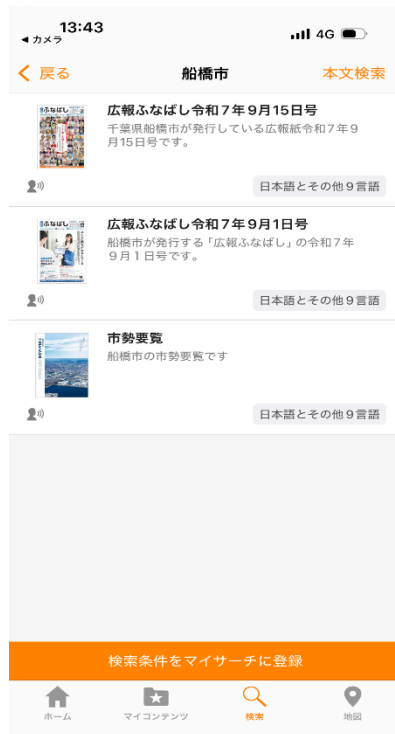 13:43
4G
◀ カメラ
戻る
船橋市
本文検索
広報ふなばし令和7年9月15日号
千葉県船橋市が発行している広報紙令和7年9
月15日号です。
日本語とその他9言語
広報ふなばし令和7年9月1日号
船橋市が発行する「広報ふなばし」の令和7年
9月1日号です。
日本語とその他9言語
市勢要覧
船橋市の市勢要覧です
日本語とその他9言語
検索条件をマイサーチに登録
ホーム
マイコンテンツ
検索
地図